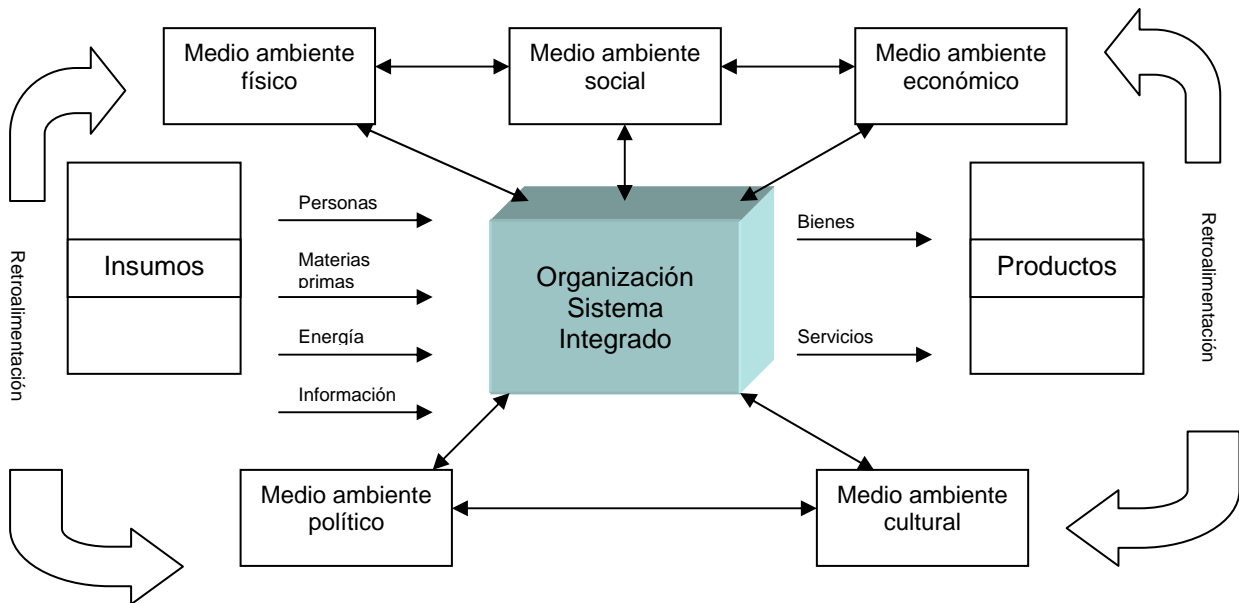 Medio ambiente
físico
Medio ambiente
social
Medio ambiente
económico
Retroalimentación
Insumos
Personas
Materias
primas
Energía
Información
Organización
Sistema
Integrado
Bienes
Servicios
Productos
Retroalimentación
Medio ambiente
político
Medio ambiente
cultural